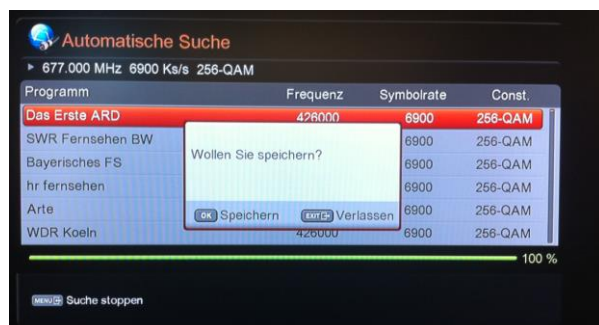 Automatische Suche
677.000 MHz 6900 Ks/s 256-QAM
Programm Frequenz Symbolrate Const.
Das Erste ARD 426000 6900 256-QAM
SWR Fernsehen BW 6900 256-QAM
Bayerisches FS 6900 256-QAM
hr fernsehen 6900 256-QAM
Arte 6900 256-QAM
WDR Koeln 426000 6900 256-QAM
Wollen Sie speichern?
OK Speichern EXIT Verlassen
100 %
MENU Suche stoppen